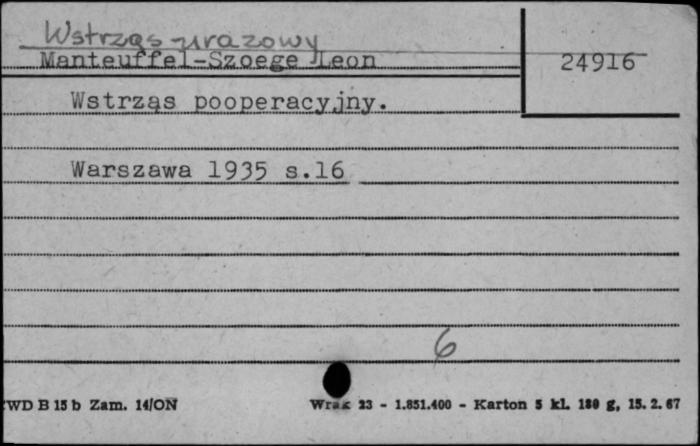 Wstrząs urazowy
Manteuffel-Szoege Leon
24916
Wstrząs pooperacyjny.
Warszawa 1935 s.16
6
WD B 15 b Zam. 14/ON
23 - 1.851.400 - Karton 5 kl. 180 g, 15.2.67